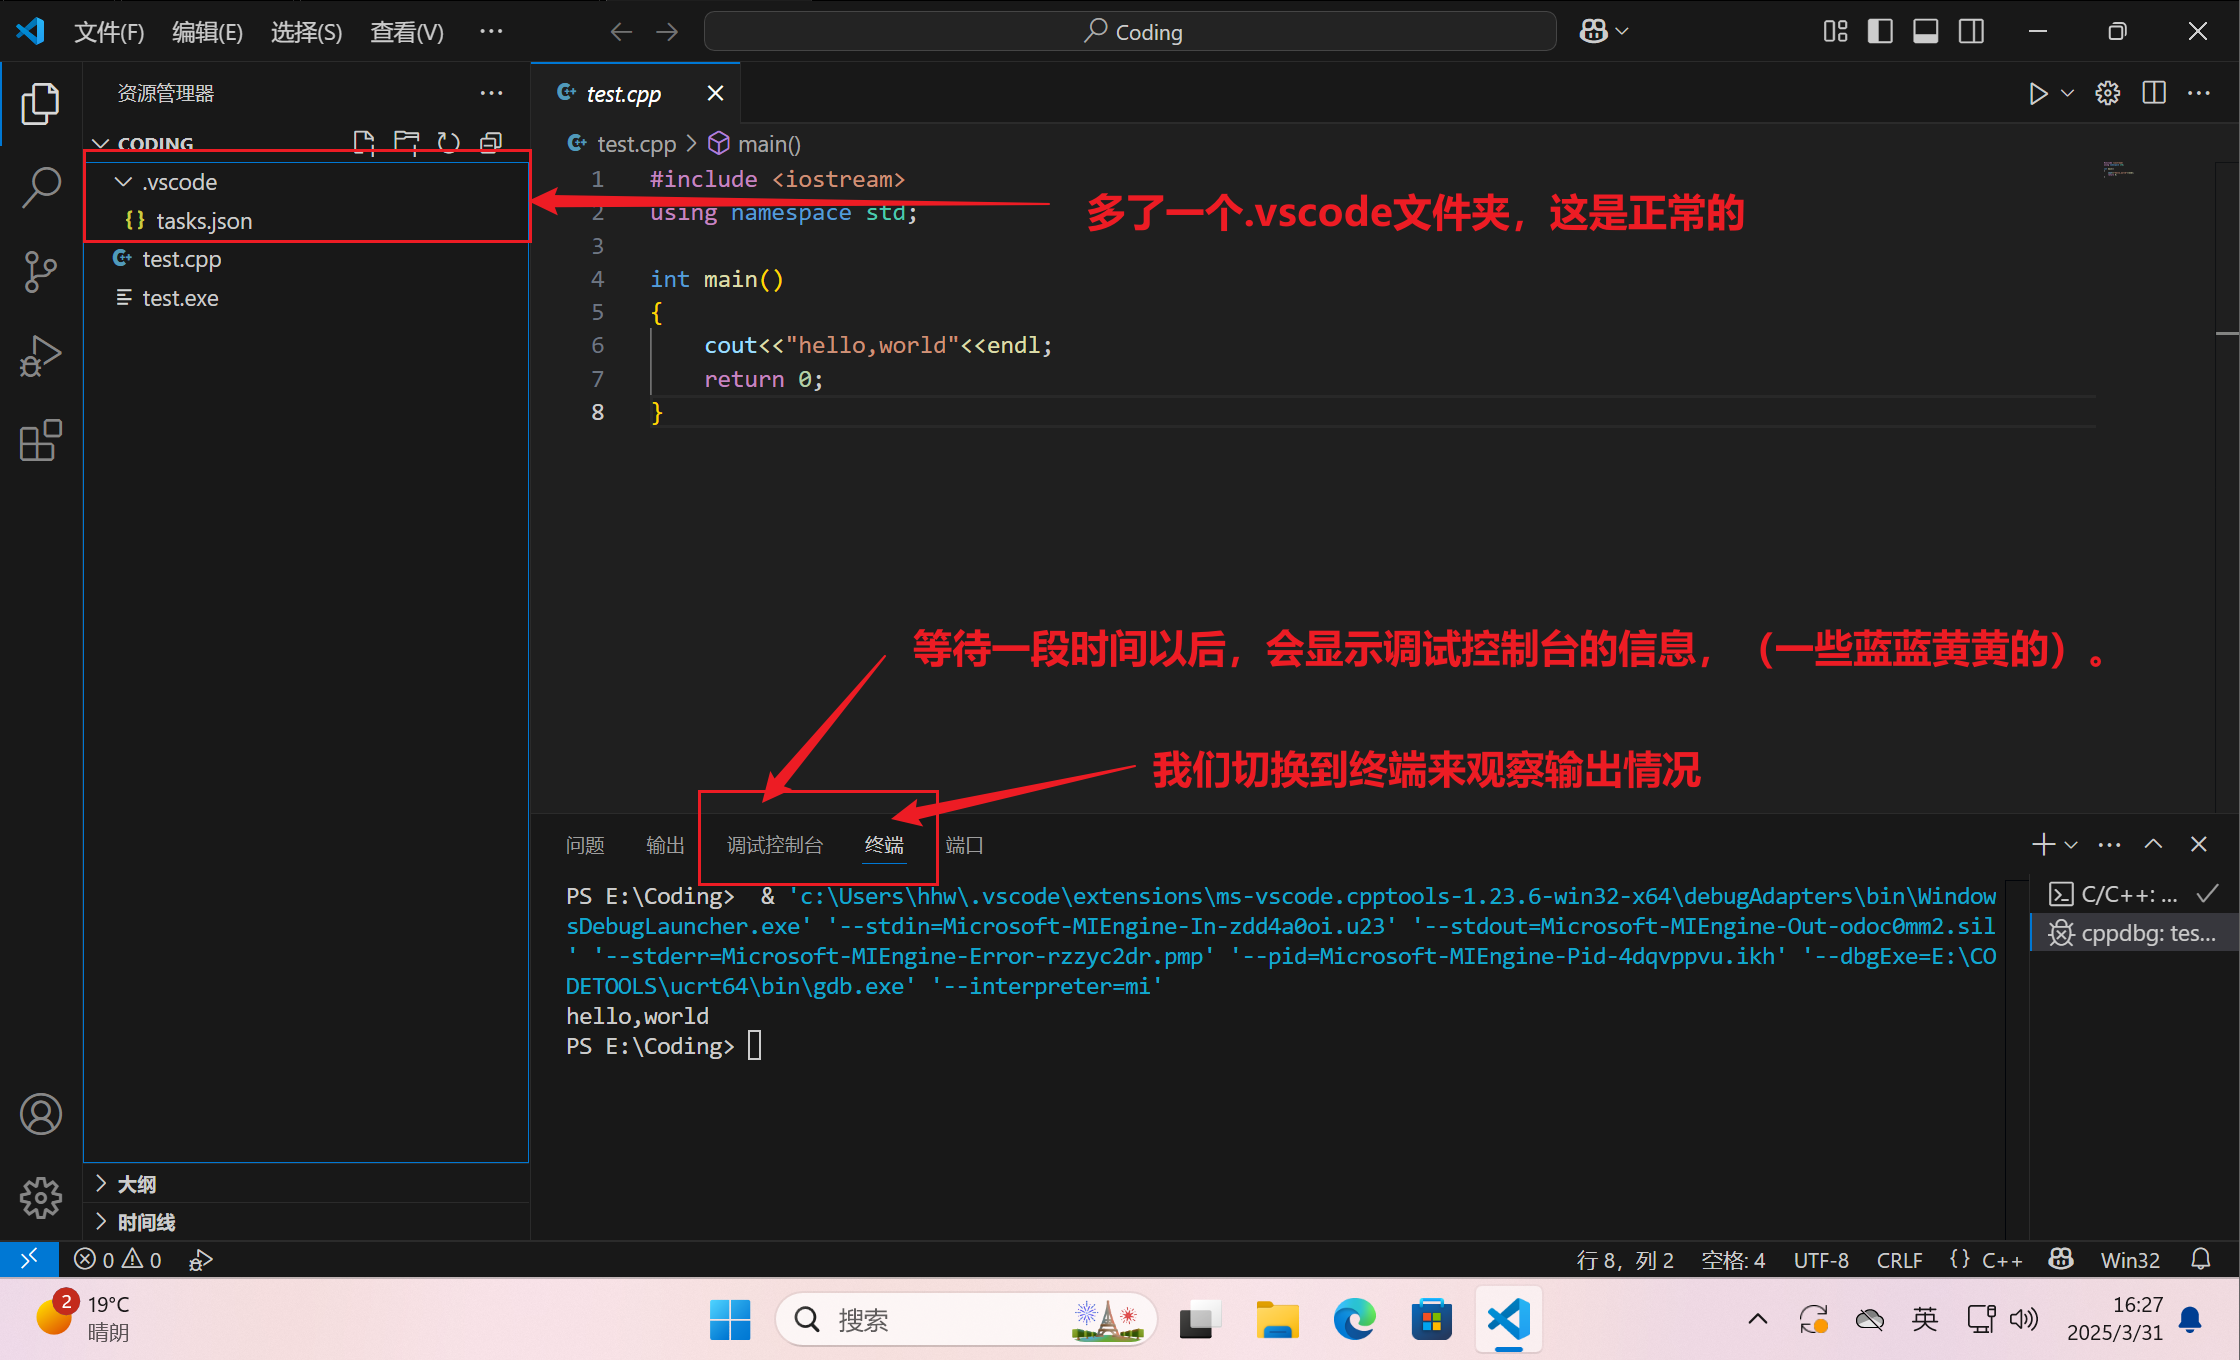 文件(F) 编辑(E) 选择(S) 查看(V) ··· Coding
资源管理器 ···
test.cpp
CODING
.vscode
{} tasks.json
test.cpp
test.exe
test.cpp > main()
1 #include <iostream>
2 using namespace std;
3
4 int main()
5 {
6 cout<<"hello,world"<<endl;
7 return 0;
8 }
多了一个.vscode文件夹，这是正常的
等待一段时间以后，会显示调试控制台的信息，（一些蓝蓝黄黄的）。
我们切换到终端来观察输出情况
问题 输出 调试控制台 终端 端口
PS E:\Coding>  & 'c:\Users\hhw\.vscode\extensions\ms-vscode.cpptools-1.23.6-win32-x64\debugAdapters\bin\Window
sDebugLauncher.exe' '--stdin=Microsoft-MIEngine-In-zdd4a0oi.u23' '--stdout=Microsoft-MIEngine-Out-odoc0mm2.sil
' '--stderr=Microsoft-MIEngine-Error-rzzyc2dr.pmp' '--pid=Microsoft-MIEngine-Pid-4dqvppvu.ikh' '--dbgExe=E:\CO
DETOOLS\ucrt64\bin\gdb.exe' '--interpreter=mi'
hello,world
PS E:\Coding>
C/C++: ...
cppdbg: tes...
大纲
时间线
0 0
行 8，列 2 空格: 4 UTF-8 CRLF {} C++ Win32
2
19°C
晴朗
搜索
英
16:27
2025/3/31